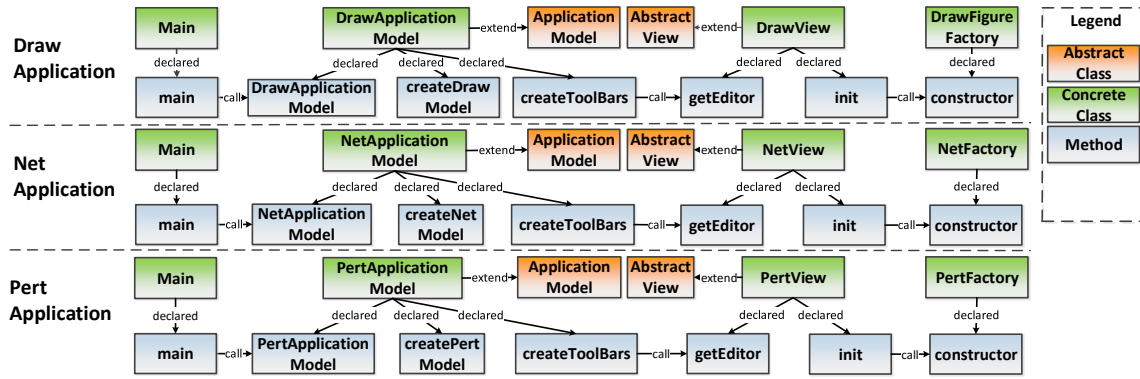 Main
DrawApplication
Model
extend
Application
Model
Abstract
View
extend
DrawView
DrawFigure
Factory
Draw
Application
declared
declared
declared
declared
declared
declared
declared
main
call
DrawApplication
Model
createDraw
Model
createToolBars
call
getEditor
init
call
constructor
Net
Application
Main
NetApplication
Model
extend
Application
Model
Abstract
View
extend
NetView
NetFactory
declared
declared
declared
declared
declared
declared
declared
main
call
NetApplication
Model
createNet
Model
createToolBars
call
getEditor
init
call
constructor
Pert
Application
Main
PertApplication
Model
extend
Application
Model
Abstract
View
extend
PertView
PertFactory
declared
declared
declared
declared
declared
declared
declared
main
call
PertApplication
Model
createPert
Model
createToolBars
call
getEditor
init
call
constructor
Legend
Abstract
Class
Concrete
Class
Method